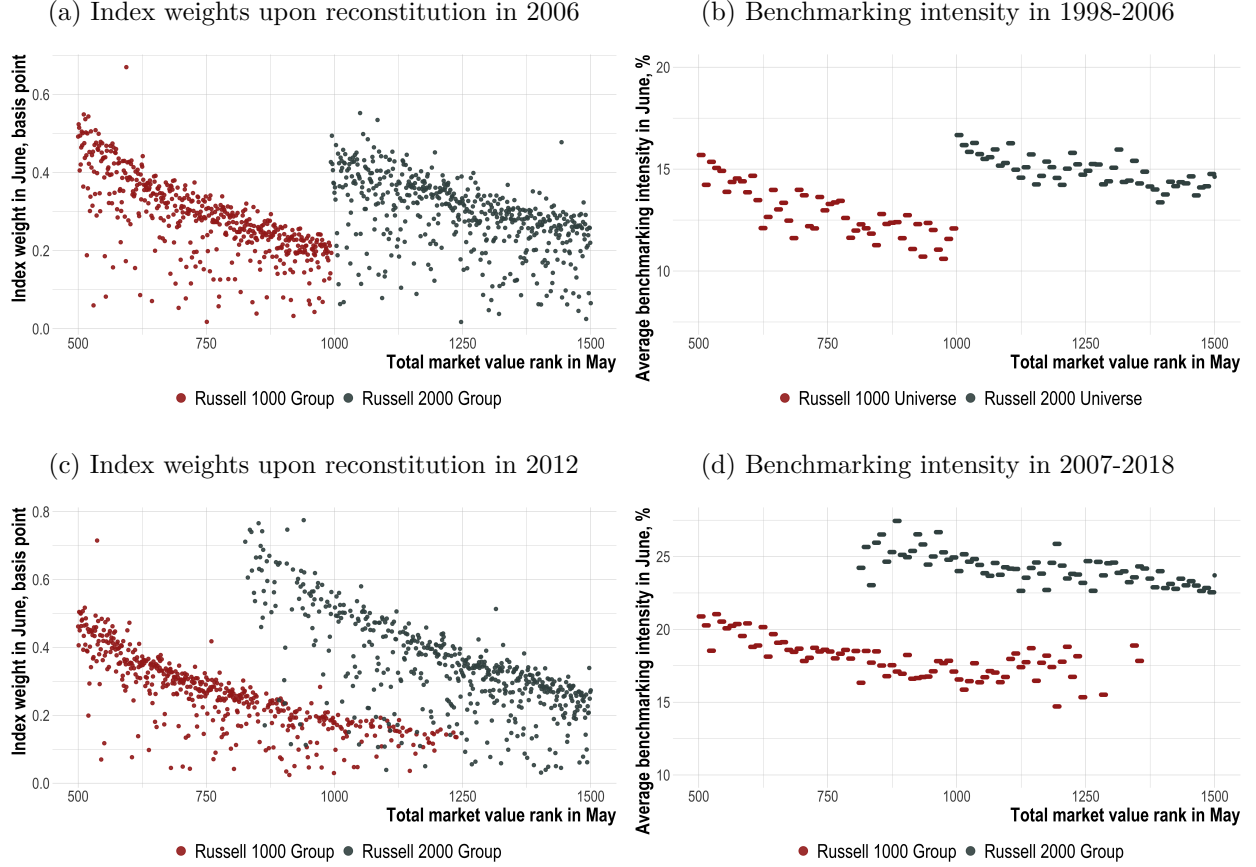 (a) Index weights upon reconstitution in 2006
Index weight in June, basis point
0.6
0.4
0.2
0.0
500 750 1000 1250 1500
Total market value rank in May
Russell 1000 Group Russell 2000 Group
(b) Benchmarking intensity in 1998-2006
Average benchmarking intensity in June, %
20
15
10
500 750 1000 1250 1500
Total market value rank in May
Russell 1000 Universe Russell 2000 Universe
(c) Index weights upon reconstitution in 2012
Index weight in June, basis point
0.8
0.6
0.4
0.2
0.0
500 750 1000 1250 1500
Total market value rank in May
Russell 1000 Group Russell 2000 Group
(d) Benchmarking intensity in 2007-2018
Average benchmarking intensity in June, %
25
20
15
10
500 750 1000 1250 1500
Total market value rank in May
Russell 1000 Group Russell 2000 Group